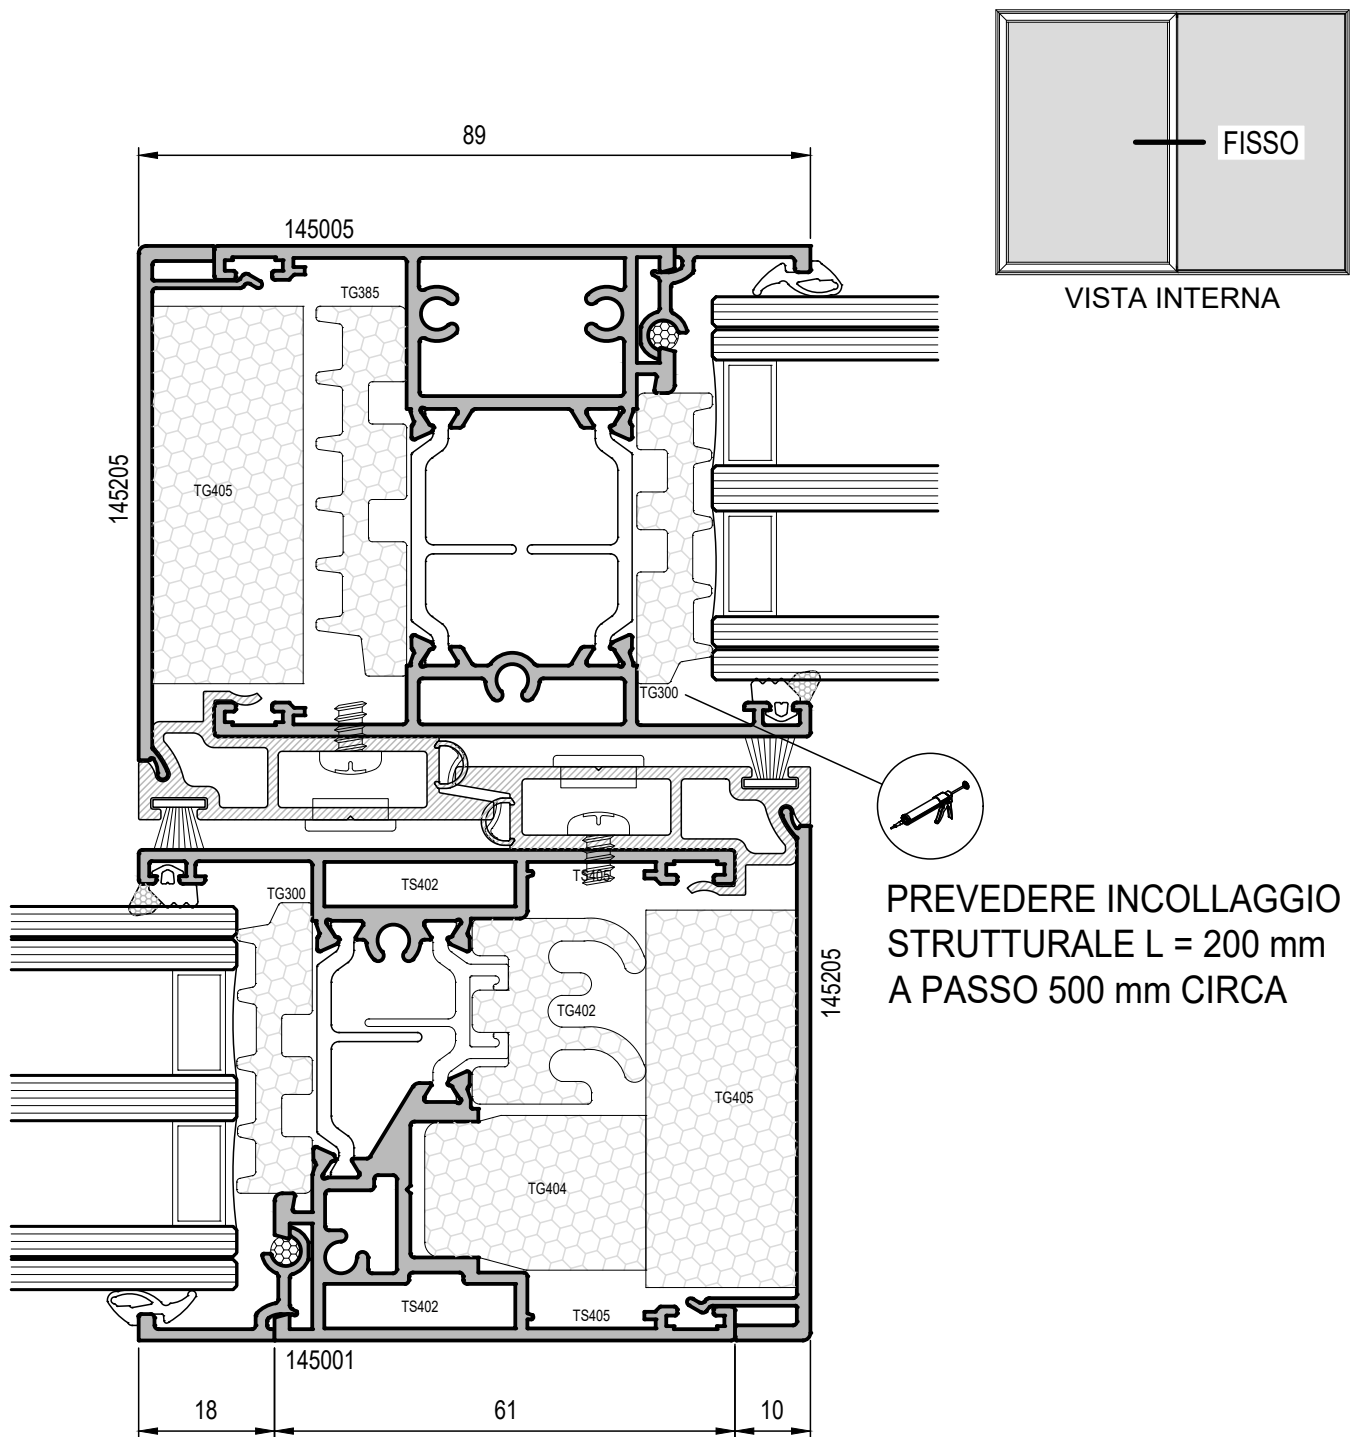 89
FISSO
VISTA INTERNA
145005
TG385
145205
TG405
TG300
TS402
TS405
TG300
PREVEDERE INCOLLAGGIO
STRUTTURALE L = 200 mm
A PASSO 500 mm CIRCA
145205
TG402
TG405
TG404
TS402
TS405
145001
18
61
10